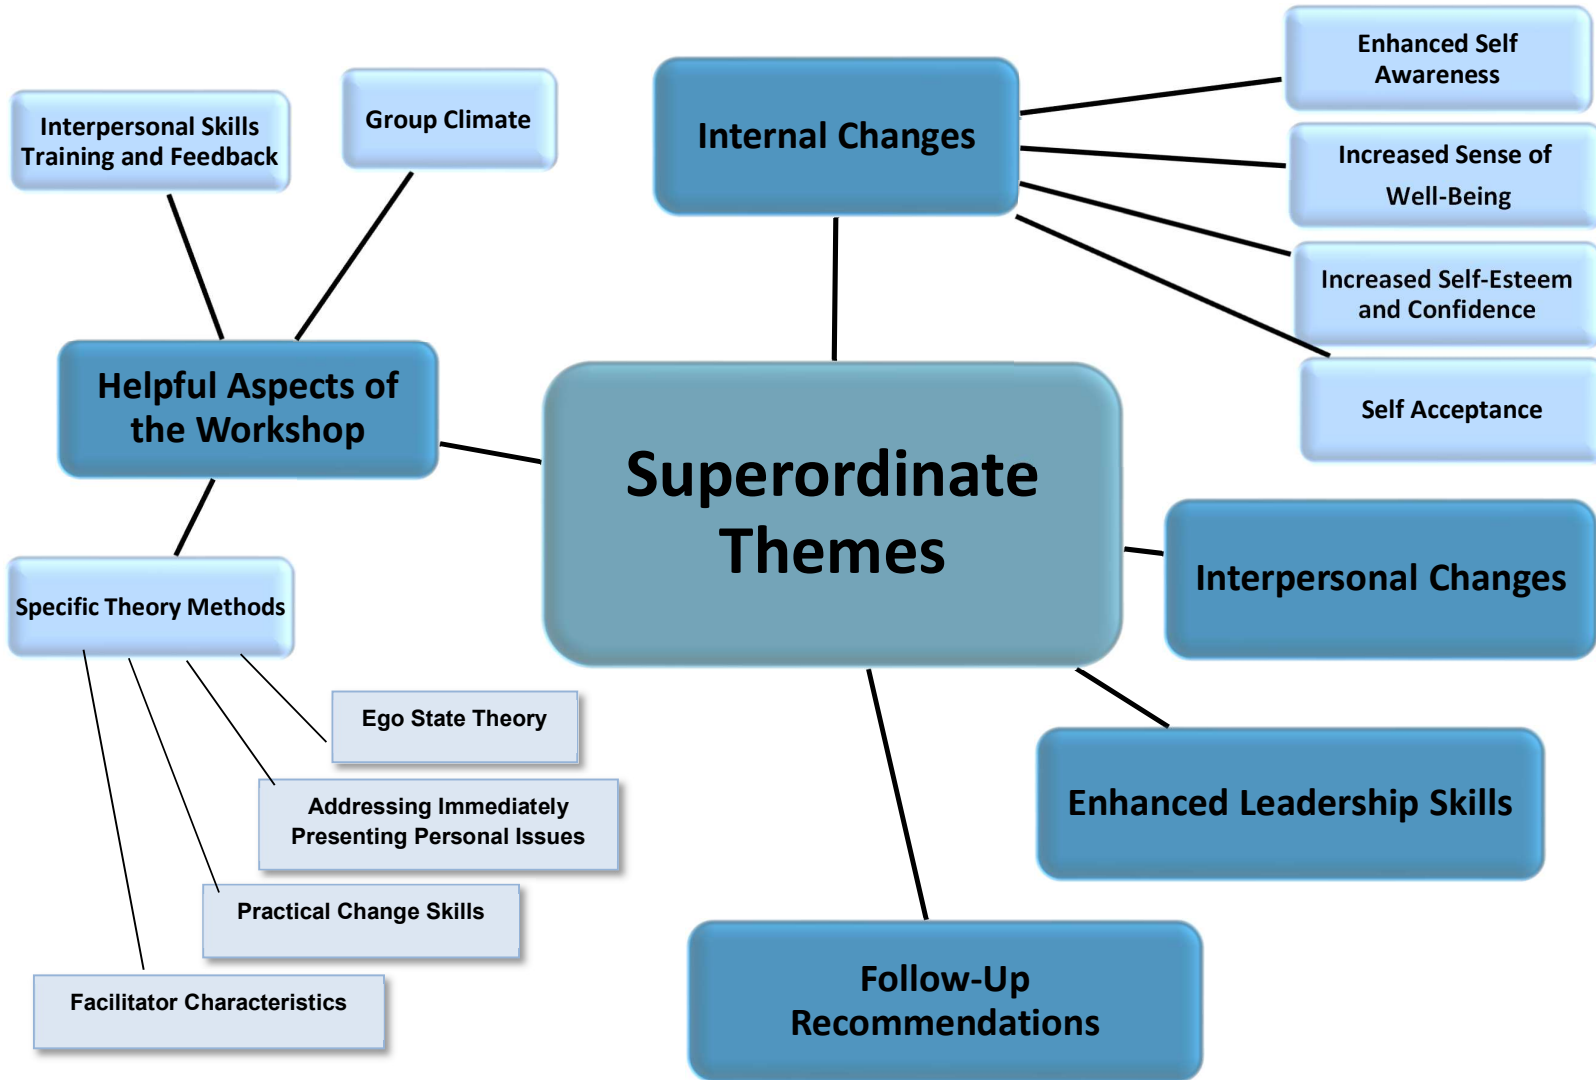 Enhanced Self
Awareness
Interpersonal Skills
Training and Feedback
Group Climate
Internal Changes
Increased Sense of
Well-Being
Increased Self-Esteem
and Confidence
Helpful Aspects of
the Workshop
Self Acceptance
Superordinate
Themes
Interpersonal Changes
Specific Theory Methods
Ego State Theory
Addressing Immediately
Presenting Personal Issues
Enhanced Leadership Skills
Practical Change Skills
Facilitator Characteristics
Follow-Up
Recommendations